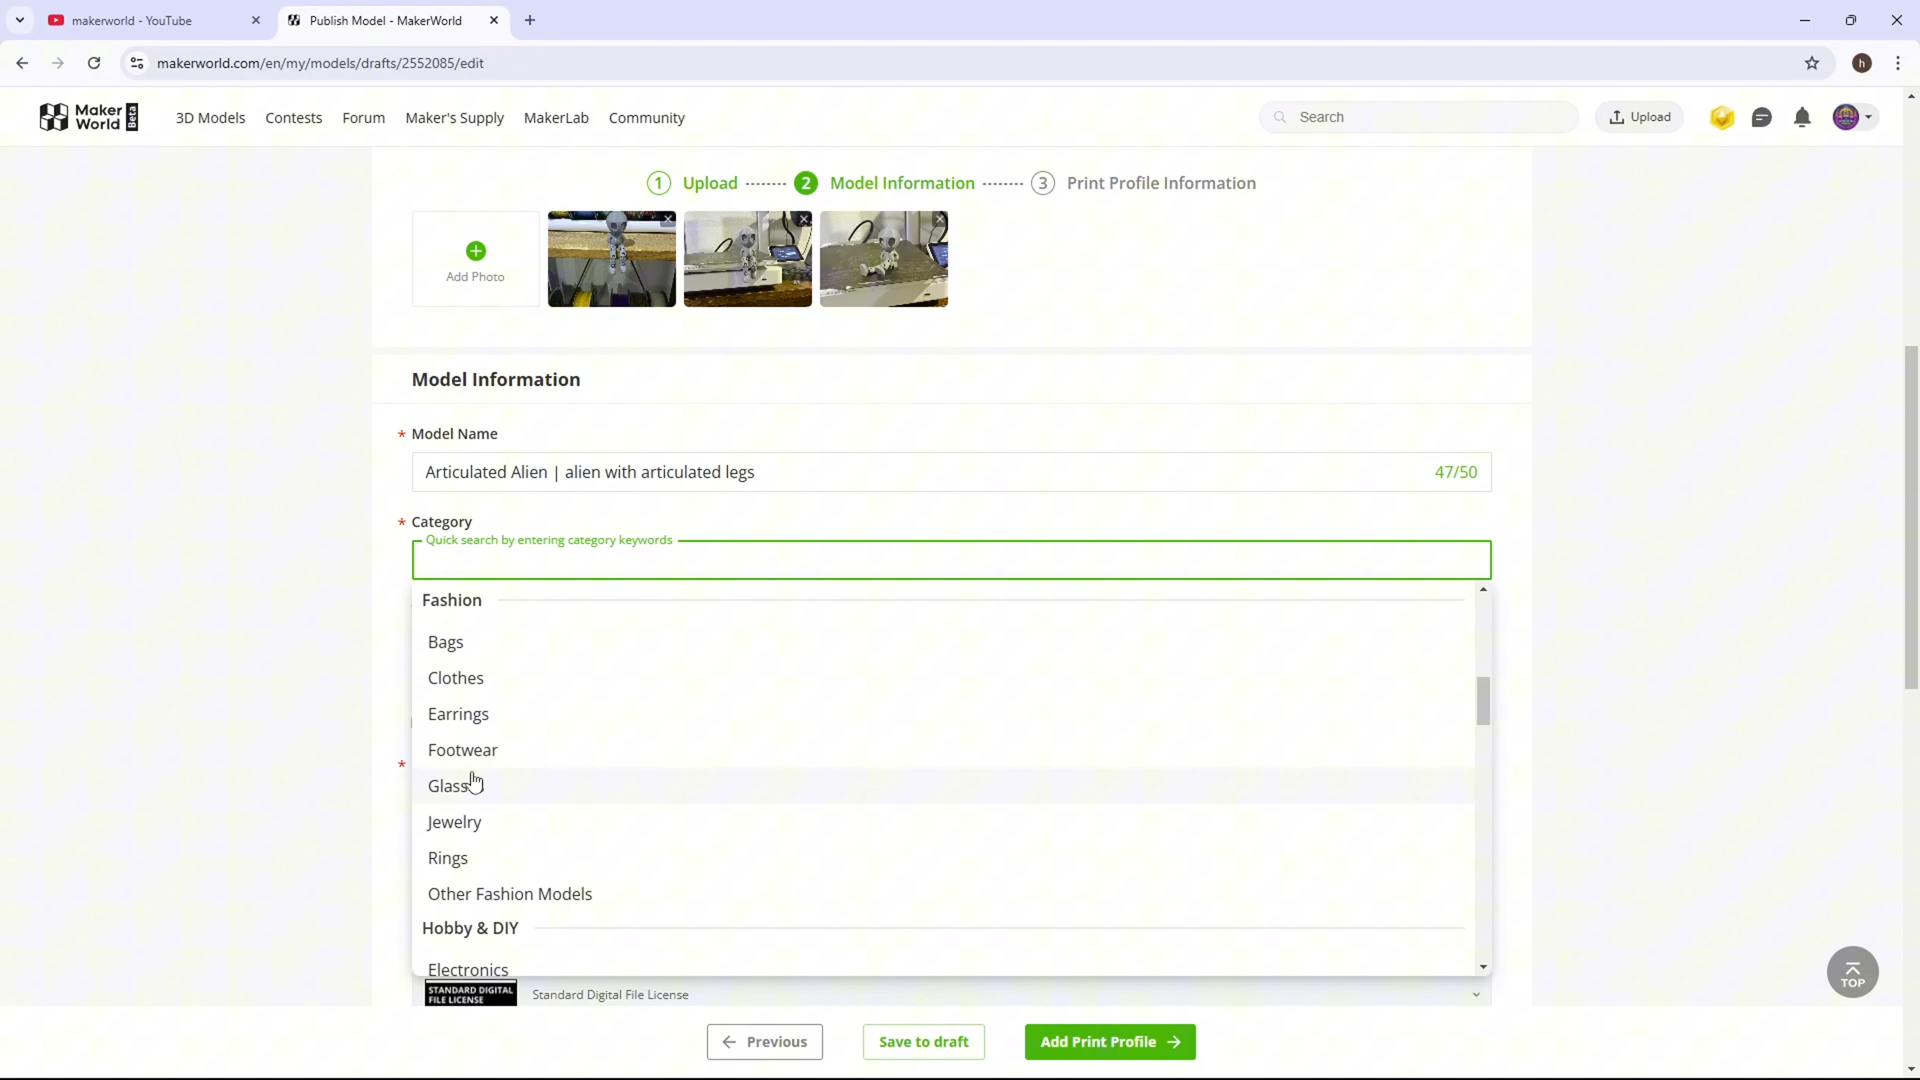 makerworld - YouTube
Publish Model - MakerWorld
makerworld.com/en/my/models/drafts/2552085/edit
h
Maker World Beta
3D Models
Contests
Forum
Maker's Supply
MakerLab
Community
Search
Upload
1 Upload
2 Model Information
3 Print Profile Information
Add Photo
Model Information
* Model Name
Articulated Alien | alien with articulated legs
47/50
* Category
Quick search by entering category keywords
Fashion
Bags
Clothes
Earrings
Footwear
*
Jewelry
Rings
Other Fashion Models
Hobby & DIY
Electronics
STANDARD DIGITAL FILE LICENSE
Standard Digital File License
TOP
Previous
Save to draft
Add Print Profile